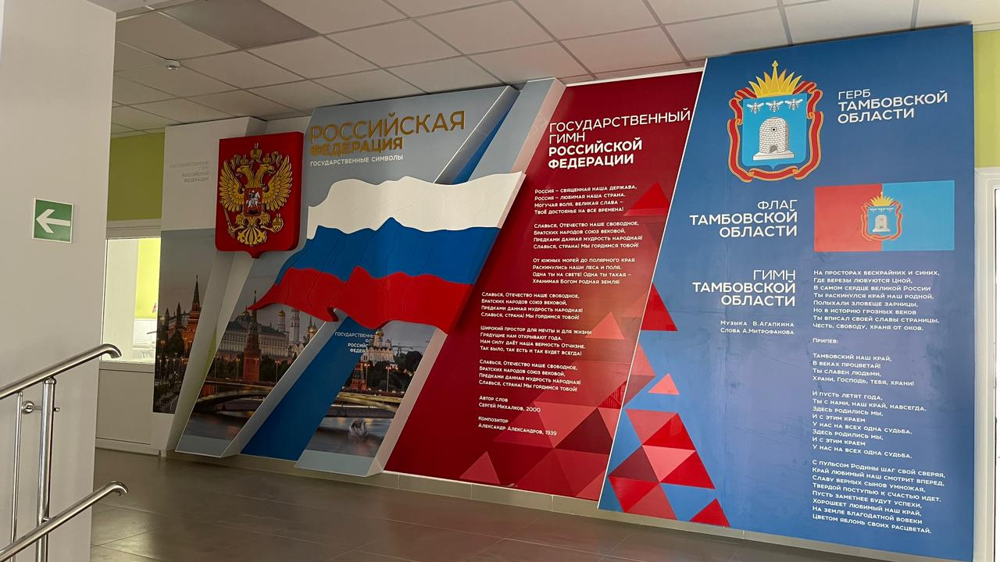 ГОСУДАРСТВЕННЫЙ
ГЕРБ
РОССИЙСКОЙ
ФЕДЕРАЦИИ
РОССИЙСКАЯ
ФЕДЕРАЦИЯ
ГОСУДАРСТВЕННЫЕ СИМВОЛЫ
ГОСУДАРСТВЕННЫЙ
ГИМН
РОССИЙСКОЙ
ФЕДЕРАЦИИ
Россия – священная наша держава,
Россия – любимая наша страна.
Могучая воля, великая слава –
Твоё достоянье на все времена!
Славься, Отечество наше свободное,
Братских народов союз вековой,
Предками данная мудрость народная!
Славься, страна! Мы гордимся тобой!
От южных морей до полярного края
Раскинулись наши леса и поля.
Одна ты на свете! Одна ты такая –
Хранимая Богом родная земля!
Славься, Отечество наше свободное,
Братских народов союз вековой,
Предками данная мудрость народная!
Славься, страна! Мы гордимся тобой!
Широкий простор для мечты и для жизни
Грядущие нам открывают года.
Нам силу даёт наша верность Отчизне.
Так было, так есть и так будет всегда!
Славься, Отечество наше свободное,
Братских народов союз вековой,
Предками данная мудрость народная!
Славься, страна! Мы гордимся тобой!
Автор слов
Сергей Михалков, 2000
Композитор
Александр Александров, 1939
ГЕРБ
ТАМБОВСКОЙ
ОБЛАСТИ
ФЛАГ
ТАМБОВСКОЙ
ОБЛАСТИ
ГИМН
ТАМБОВСКОЙ
ОБЛАСТИ
Музыка В.Агапкина
Слова А.Митрофанова
На просторах бескрайних и синих,
Где березы любуются Цной,
В самом сердце великой России
Ты раскинулся край наш родной.
Полыхали зловеще зарницы,
Но в историю грозных веков
Ты вписал своей славы страницы,
Честь, свободу, храня от оков.
Припев:
Тамбовский наш край,
В веках процветай!
Ты славен людьми,
Храни, Господь, тебя, храни!
И пусть летят года,
Ты с нами, наш край, навсегда.
Здесь родились мы,
И с этим краем
У нас на всех одна судьба.
Здесь родились мы,
И с этим краем
У нас на всех одна судьба.
С пульсом Родины шаг свой сверяя,
Край любимый наш смотрит вперед,
Славу верных сынов умножая,
Твердой поступью к счастью идет.
Пусть заметнее будут успехи,
Хорошеет любимый наш край,
На земле благодатной вовеки
Цветом яблонь своих расцветай.